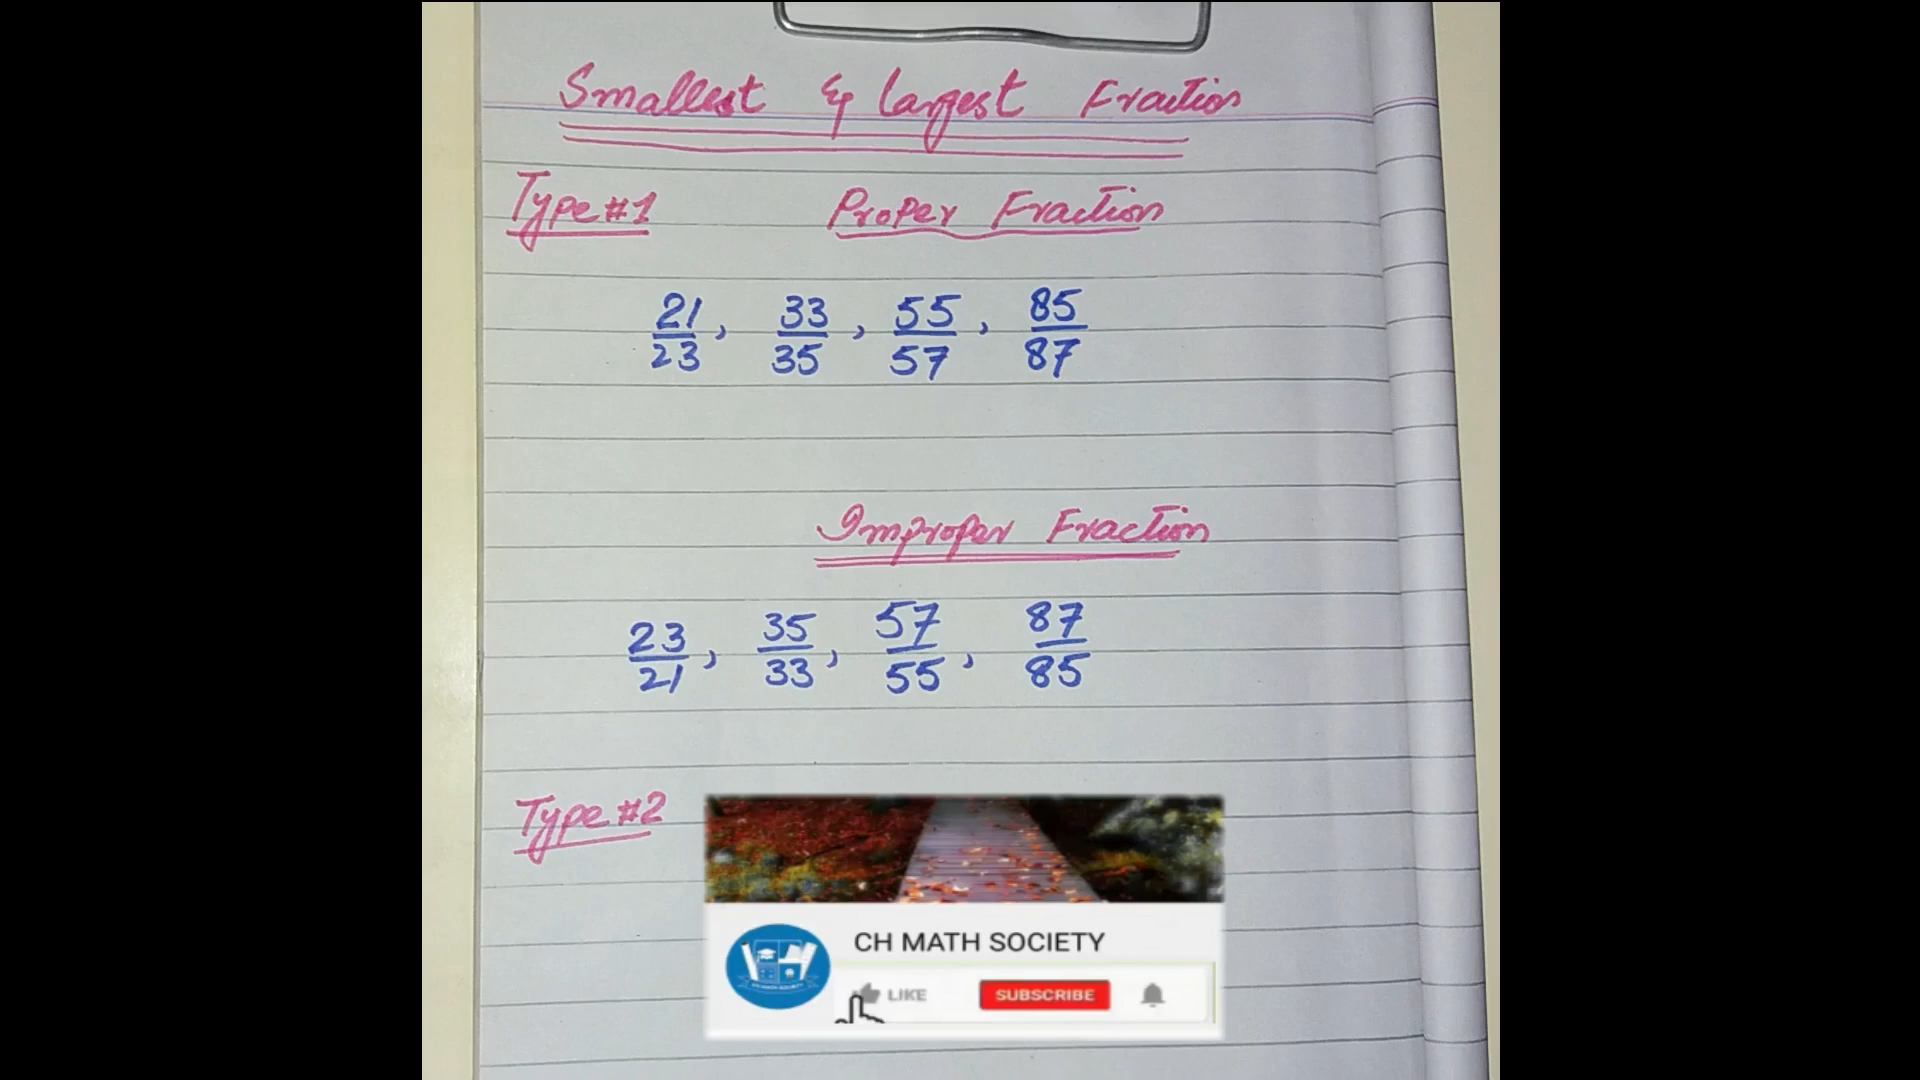 Smallest & largest Fraction
Type #1 Proper Fraction
21/23, 33/35, 55/57, 85/87
Improper Fraction
23/21, 35/33, 57/55, 87/85
Type #2
CH MATH SOCIETY
LIKE SUBSCRIBE